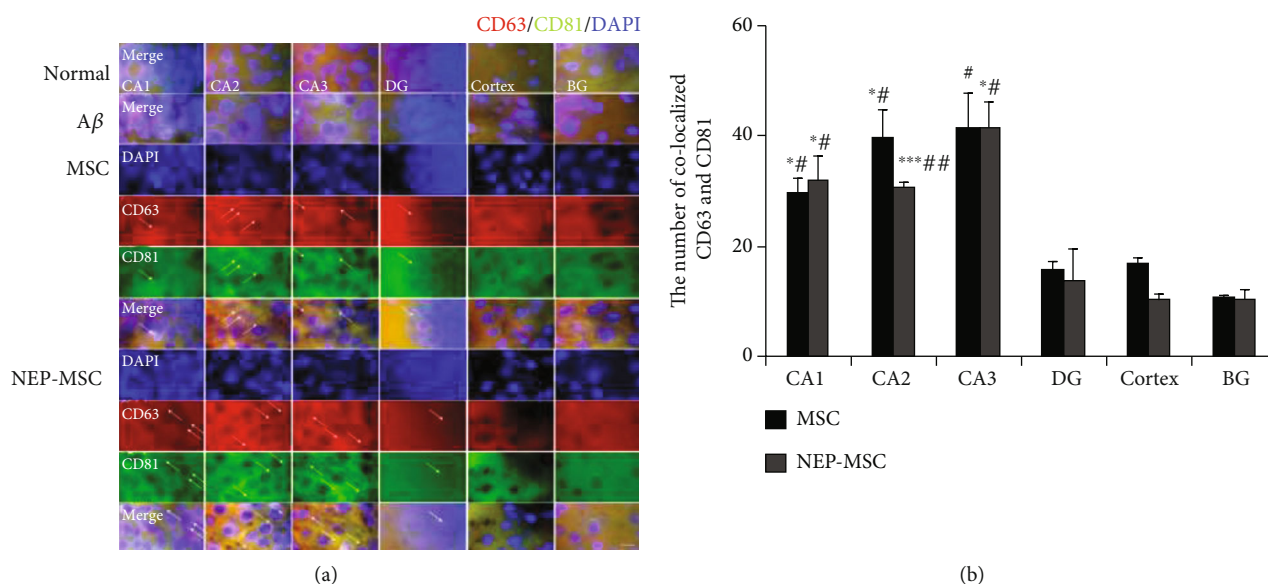 CD63/CD81/DAPI
Normal
Merge
CA1
CA2
CA3
DG
Cortex
BG
Aβ
Merge
MSC
DAPI
CD63
CD81
Merge
NEP-MSC
DAPI
CD63
CD81
Merge
(a)
The number of co-localized
CD63 and CD81
60
40
20
0
*#
*#
*#
***##
#
*#
CA1
CA2
CA3
DG
Cortex
BG
MSC
NEP-MSC
(b)